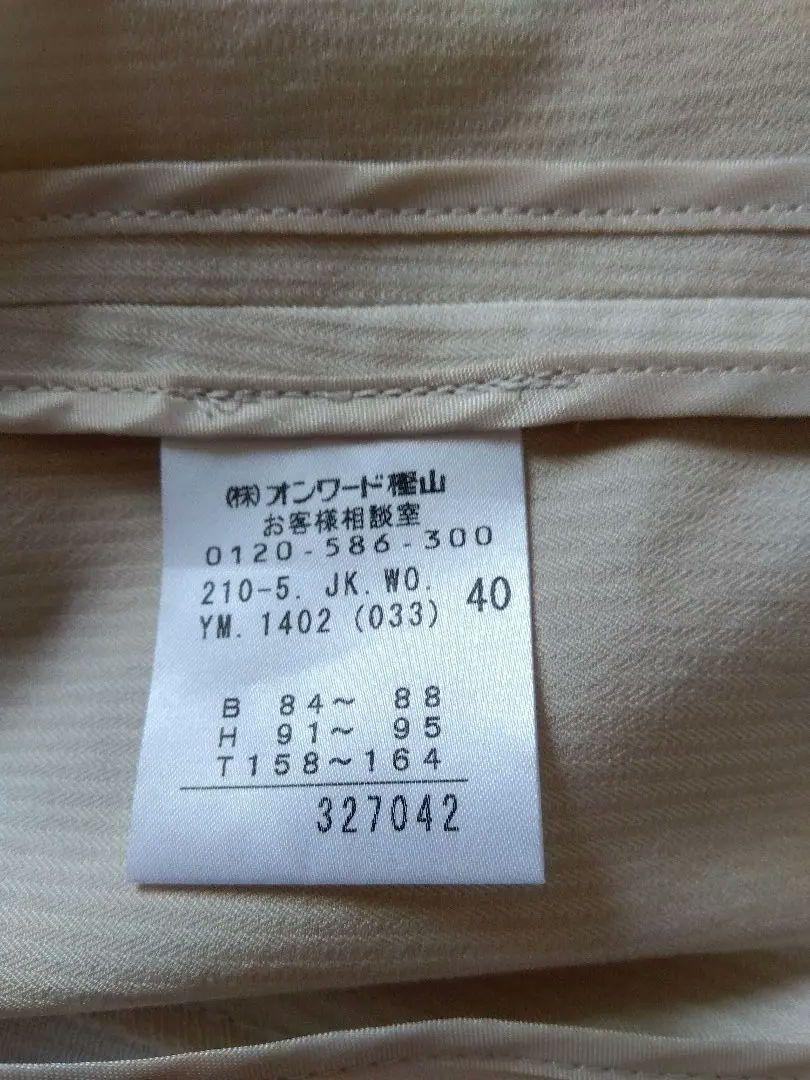 (株)オンワード樫山
お客様相談室
0120-586-300
210-5. JK. WO. 40
YM. 1402 (033)
B 84～ 88
H 91～ 95
T158～164
327042